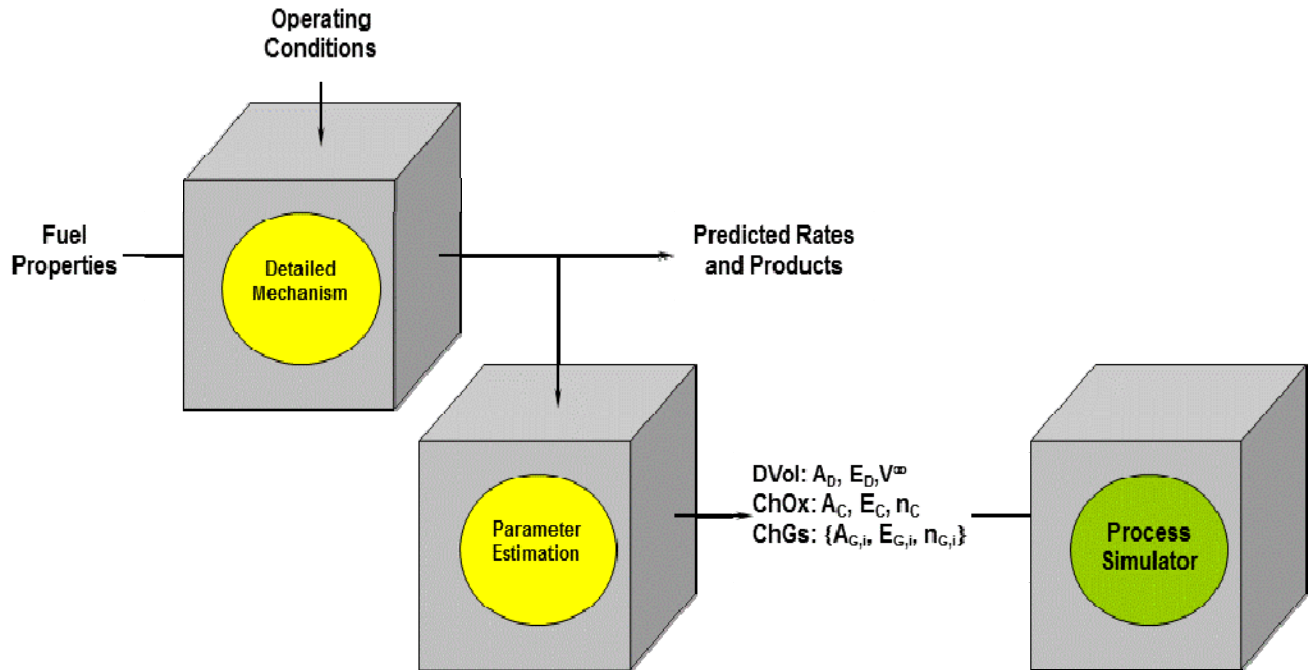 Operating
Conditions
Fuel
Properties
Detailed
Mechanism
Predicted Rates
and Products
Parameter
Estimation
DVol: A_D, E_D,V^∞
ChOx: A_C, E_C, n_C
ChGs: {A_G,i, E_G,i, n_G,i}
Process
Simulator